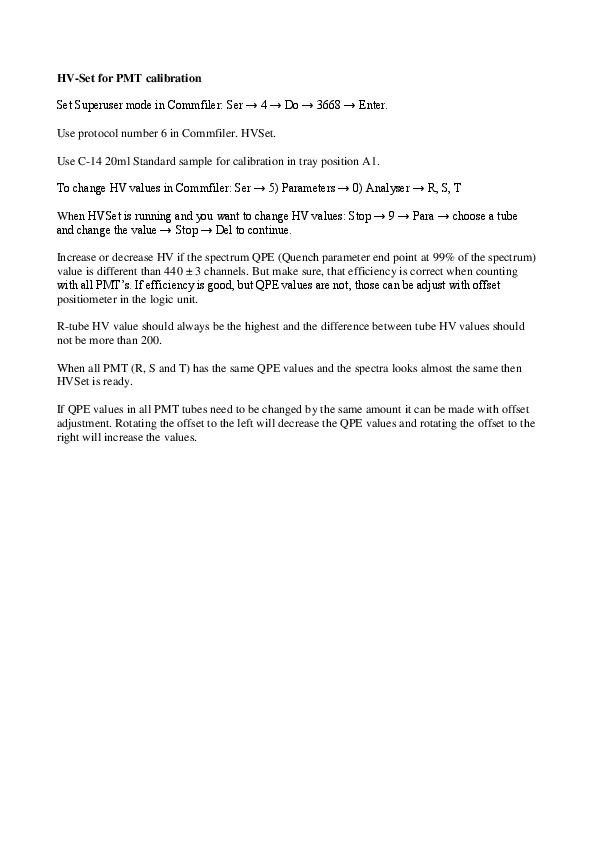 HV-Set for PMT calibration
Set Superuser mode in Commfiler: Ser → 4 → Do → 3668 → Enter.
Use protocol number 6 in Commfiler. HVSet.
Use C-14 20ml Standard sample for calibration in tray position A1.
To change HV values in Commfiler: Ser → 5) Parameters → 0) Analyser → R, S, T
When HVSet is running and you want to change HV values: Stop → 9 → Para → choose a tube
and change the value → Stop → Del to continue.
Increase or decrease HV if the spectrum QPE (Quench parameter end point at 99% of the spectrum)
value is different than 440 ± 3 channels. But make sure, that efficiency is correct when counting
with all PMT's. If efficiency is good, but QPE values are not, those can be adjust with offset
positiometer in the logic unit.
R-tube HV value should always be the highest and the difference between tube HV values should
not be more than 200.
When all PMT (R, S and T) has the same QPE values and the spectra looks almost the same then
HVSet is ready.
If QPE values in all PMT tubes need to be changed by the same amount it can be made with offset
adjustment. Rotating the offset to the left will decrease the QPE values and rotating the offset to the
right will increase the values.